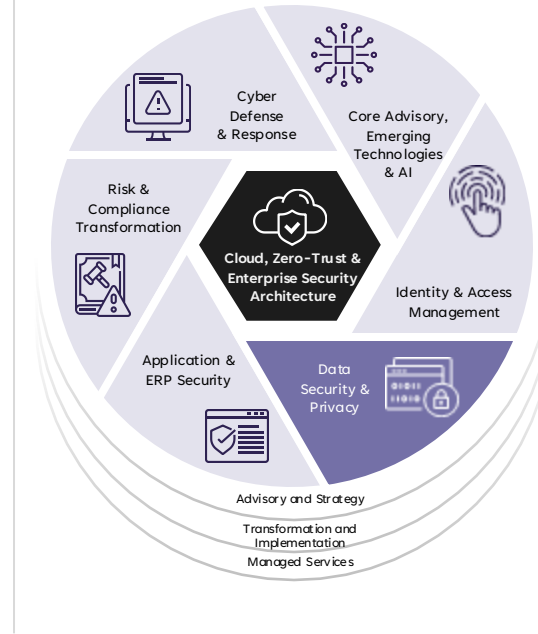 Cyber
Defense
& Response
Core Advisory,
Emerging
Technologies
& AI
Risk &
Compliance
Transformation
Cloud, Zero-Trust &
Enterprise Security
Architecture
Identity & Access
Management
Application &
ERP Security
Data
Security &
Privacy
Advisory and Strategy
Transformation and
Implementation
Managed Services